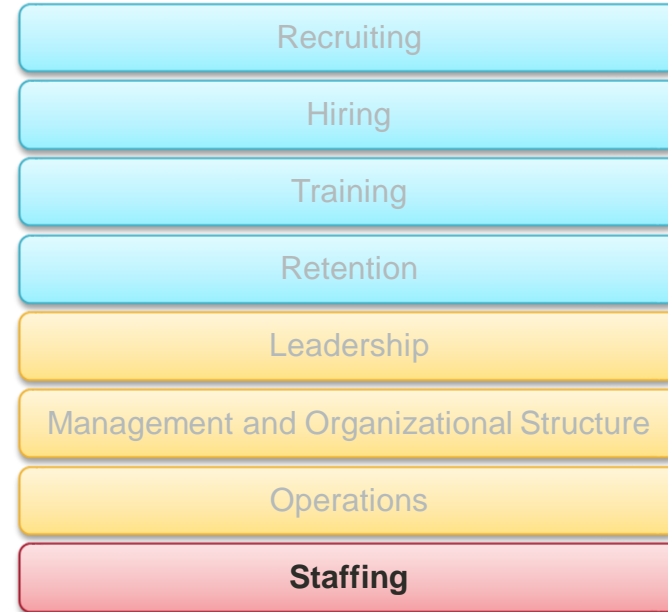 Recruiting
Hiring
Training
Retention
Leadership
Management and Organizational Structure
Operations
Staffing